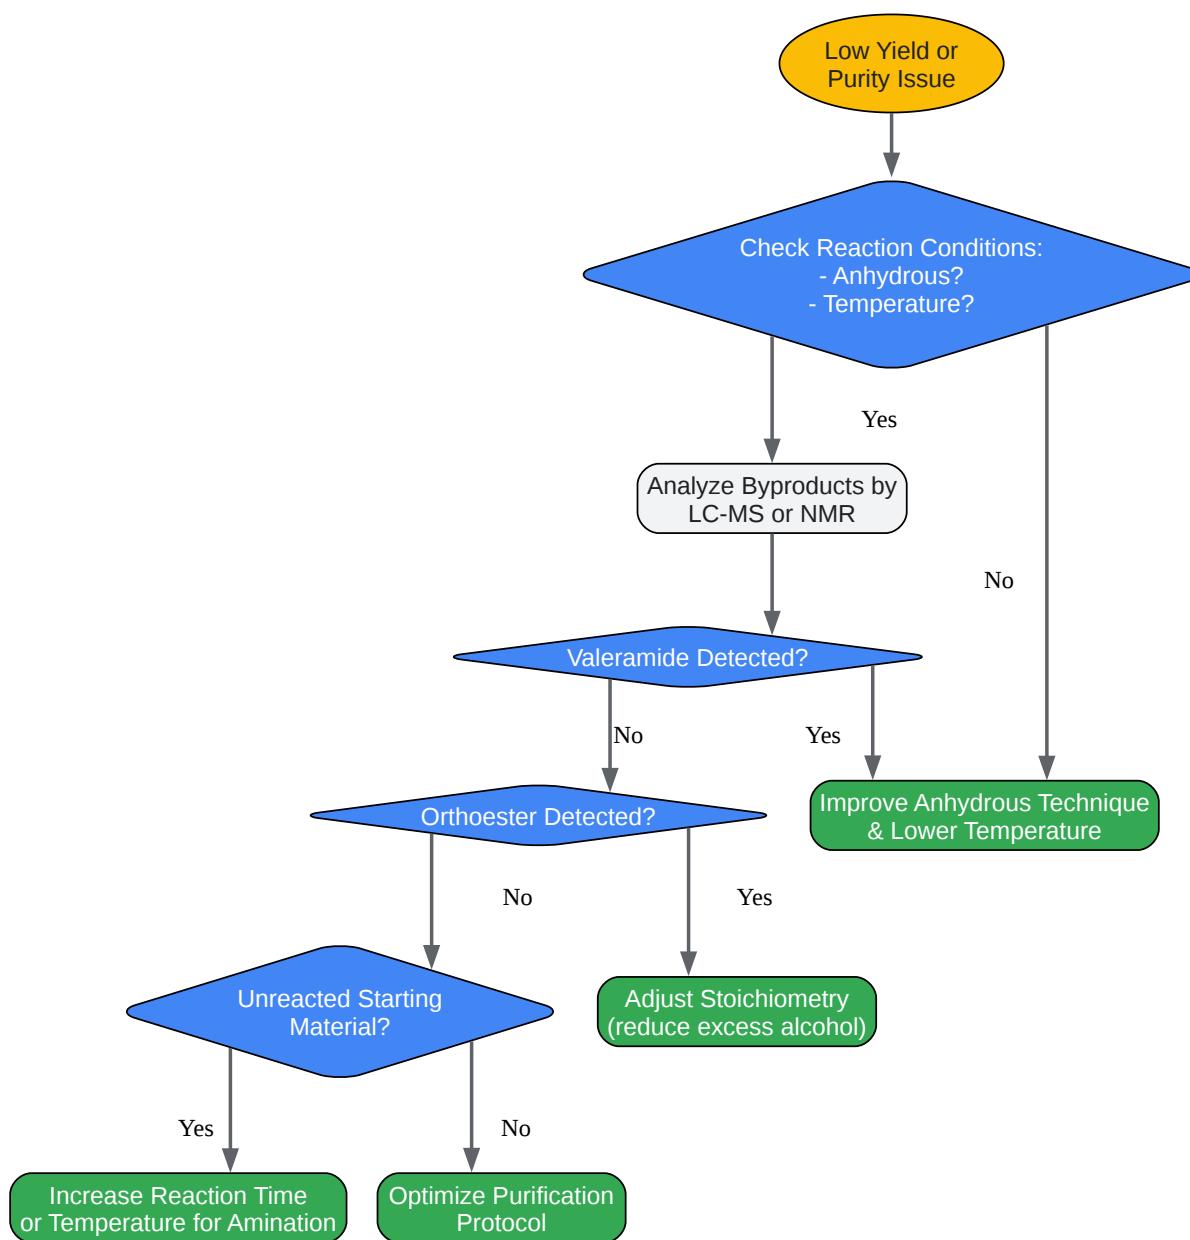 Low Yield or
Purity Issue
Check Reaction Conditions:
- Anhydrous?
- Temperature?
Yes
Analyze Byproducts by
LC-MS or NMR
No
Valeramide Detected?
No
Yes
Improve Anhydrous Technique
& Lower Temperature
Orthoester Detected?
No
Yes
Adjust Stoichiometry
(reduce excess alcohol)
Unreacted Starting
Material?
Yes
No
Increase Reaction Time
or Temperature for Amination
Optimize Purification
Protocol